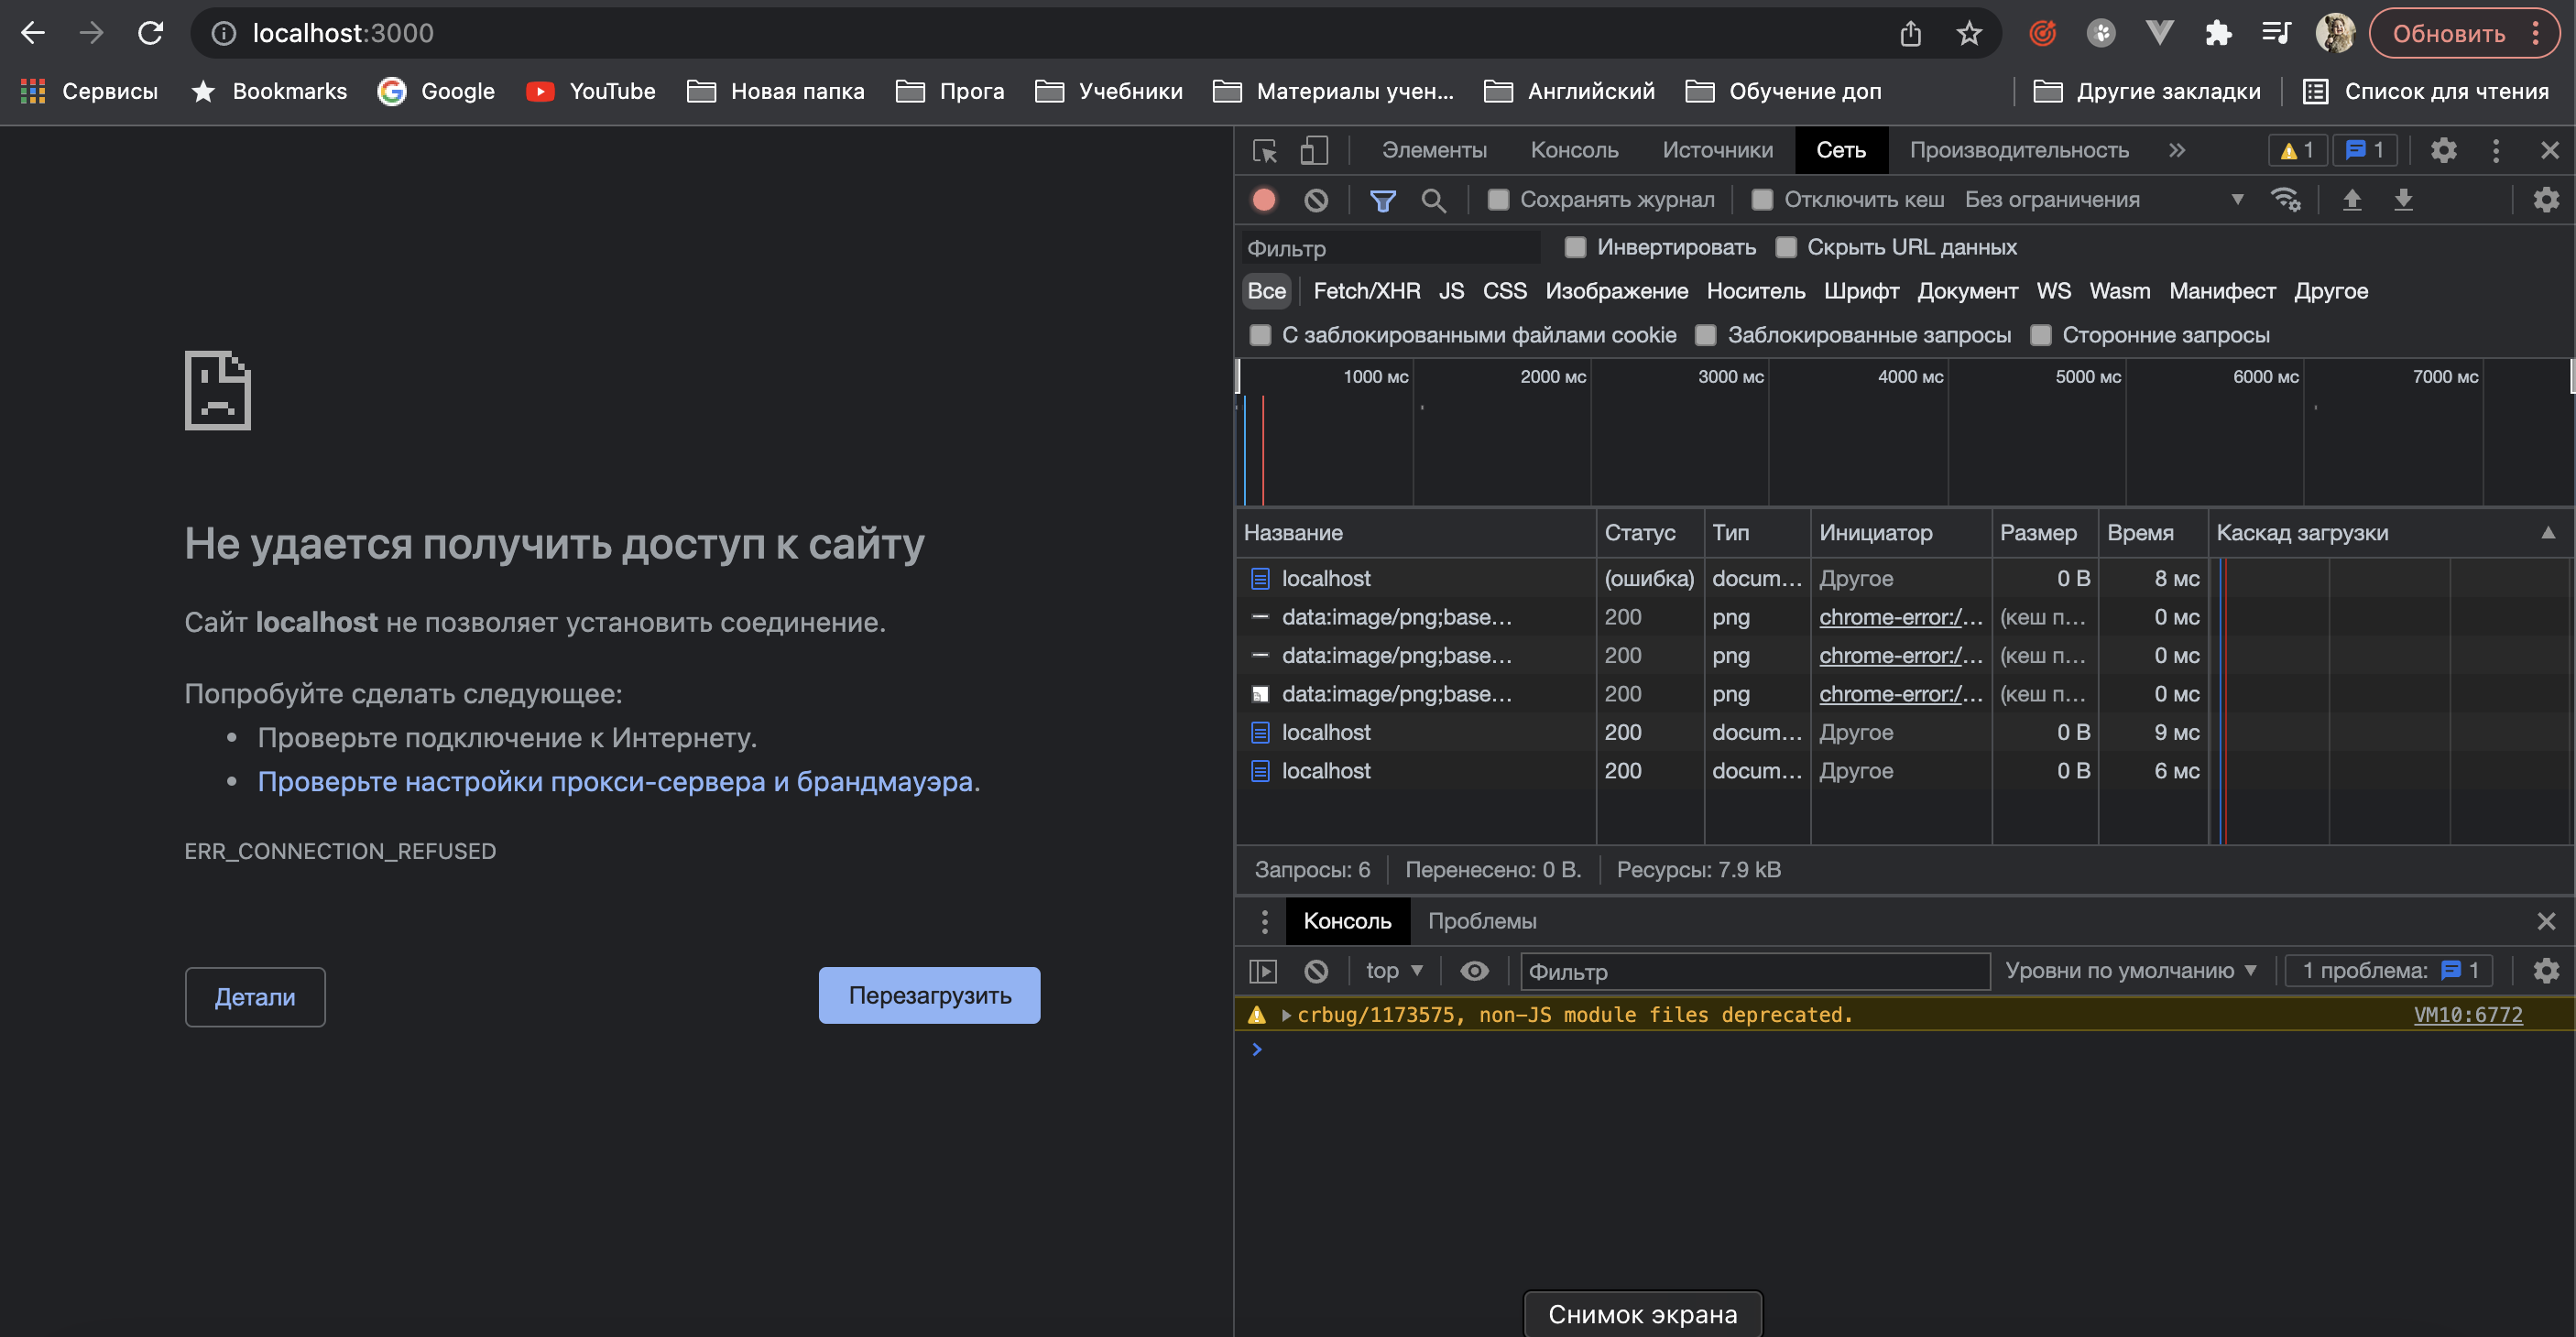 localhost:3000
Обновить
Сервисы
Bookmarks
Google
YouTube
Новая папка
Прога
Учебники
Материалы учен...
Английский
Обучение доп
Другие закладки
Список для чтения
Не удается получить доступ к сайту
Сайт localhost не позволяет установить соединение.
Попробуйте сделать следующее:
• Проверьте подключение к Интернету.
• Проверьте настройки прокси-сервера и брандмауэра.
ERR_CONNECTION_REFUSED
Детали
Перезагрузить
Элементы Консоль Источники Сеть Производительность » 1 1
Сохранять журнал Отключить кеш Без ограничения
Фильтр Инвертировать Скрыть URL данных
Все Fetch/XHR JS CSS Изображение Носитель Шрифт Документ WS Wasm Манифест Другое
С заблокированными файлами cookie Заблокированные запросы Сторонние запросы
1000 мс 2000 мс 3000 мс 4000 мс 5000 мс 6000 мс 7000 мс
Название Статус Тип Инициатор Размер Время Каскад загрузки
localhost (ошибка) docum... Другое 0 B 8 мс
data:image/png;base... 200 png chrome-error:/... (кеш п... 0 мс
data:image/png;base... 200 png chrome-error:/... (кеш п... 0 мс
data:image/png;base... 200 png chrome-error:/... (кеш п... 0 мс
localhost 200 docum... Другое 0 B 9 мс
localhost 200 docum... Другое 0 B 6 мс
Запросы: 6 Перенесено: 0 B. Ресурсы: 7.9 kB
Консоль Проблемы
top Фильтр Уровни по умолчанию 1 проблема: 1
crbug/1173575, non-JS module files deprecated. VM10:6772
Снимок экрана